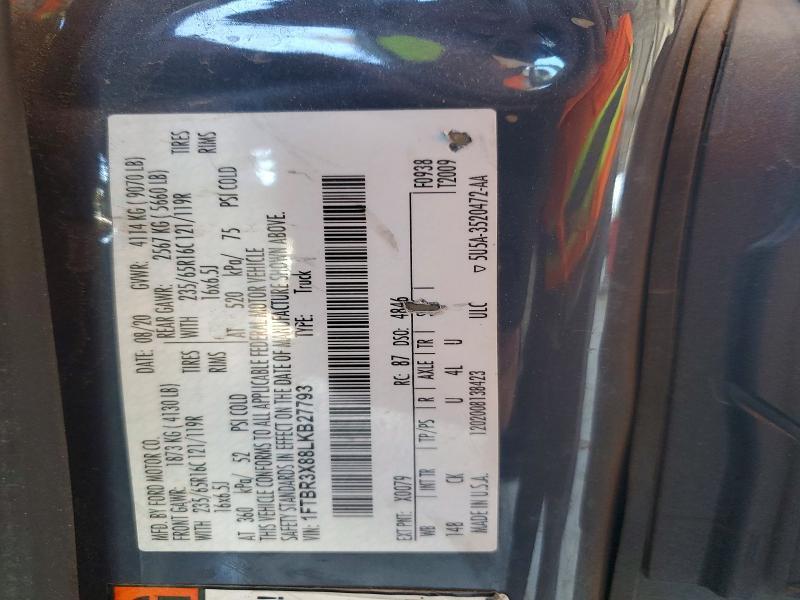 MFD. BY FORD MOTOR CO. DATE: 08/20 GVWR: 4114 KG ( 9070 LB)
FRONT GAWR: 1873 KG ( 4130 LB) REAR GAWR: 2567 KG ( 5660 LB)
WITH 235/65R16C 121/119R TIRES WITH 235/65R16C 121/119R TIRES
16x6.5J RIMS 16x6.5J RIMS
AT 360 kPa/ 52 PSI COLD AT 520 kPa/ 75 PSI COLD
THIS VEHICLE CONFORMS TO ALL APPLICABLE FEDERAL MOTOR VEHICLE
SAFETY STANDARDS IN EFFECT ON THE DATE OF MANUFACTURE SHOWN ABOVE.
VIN: 1FTBR3X88LKB27793 TYPE: Truck
F0938
T2009
EXT PNT: X0079 RC: 87 DSO: 4846
WB INT TR TP/PS R AXLE TR
148 CK U 4L U
MADE IN U.S.A. 120200813B423 ULC ▽ 5U5A-3520472-AA